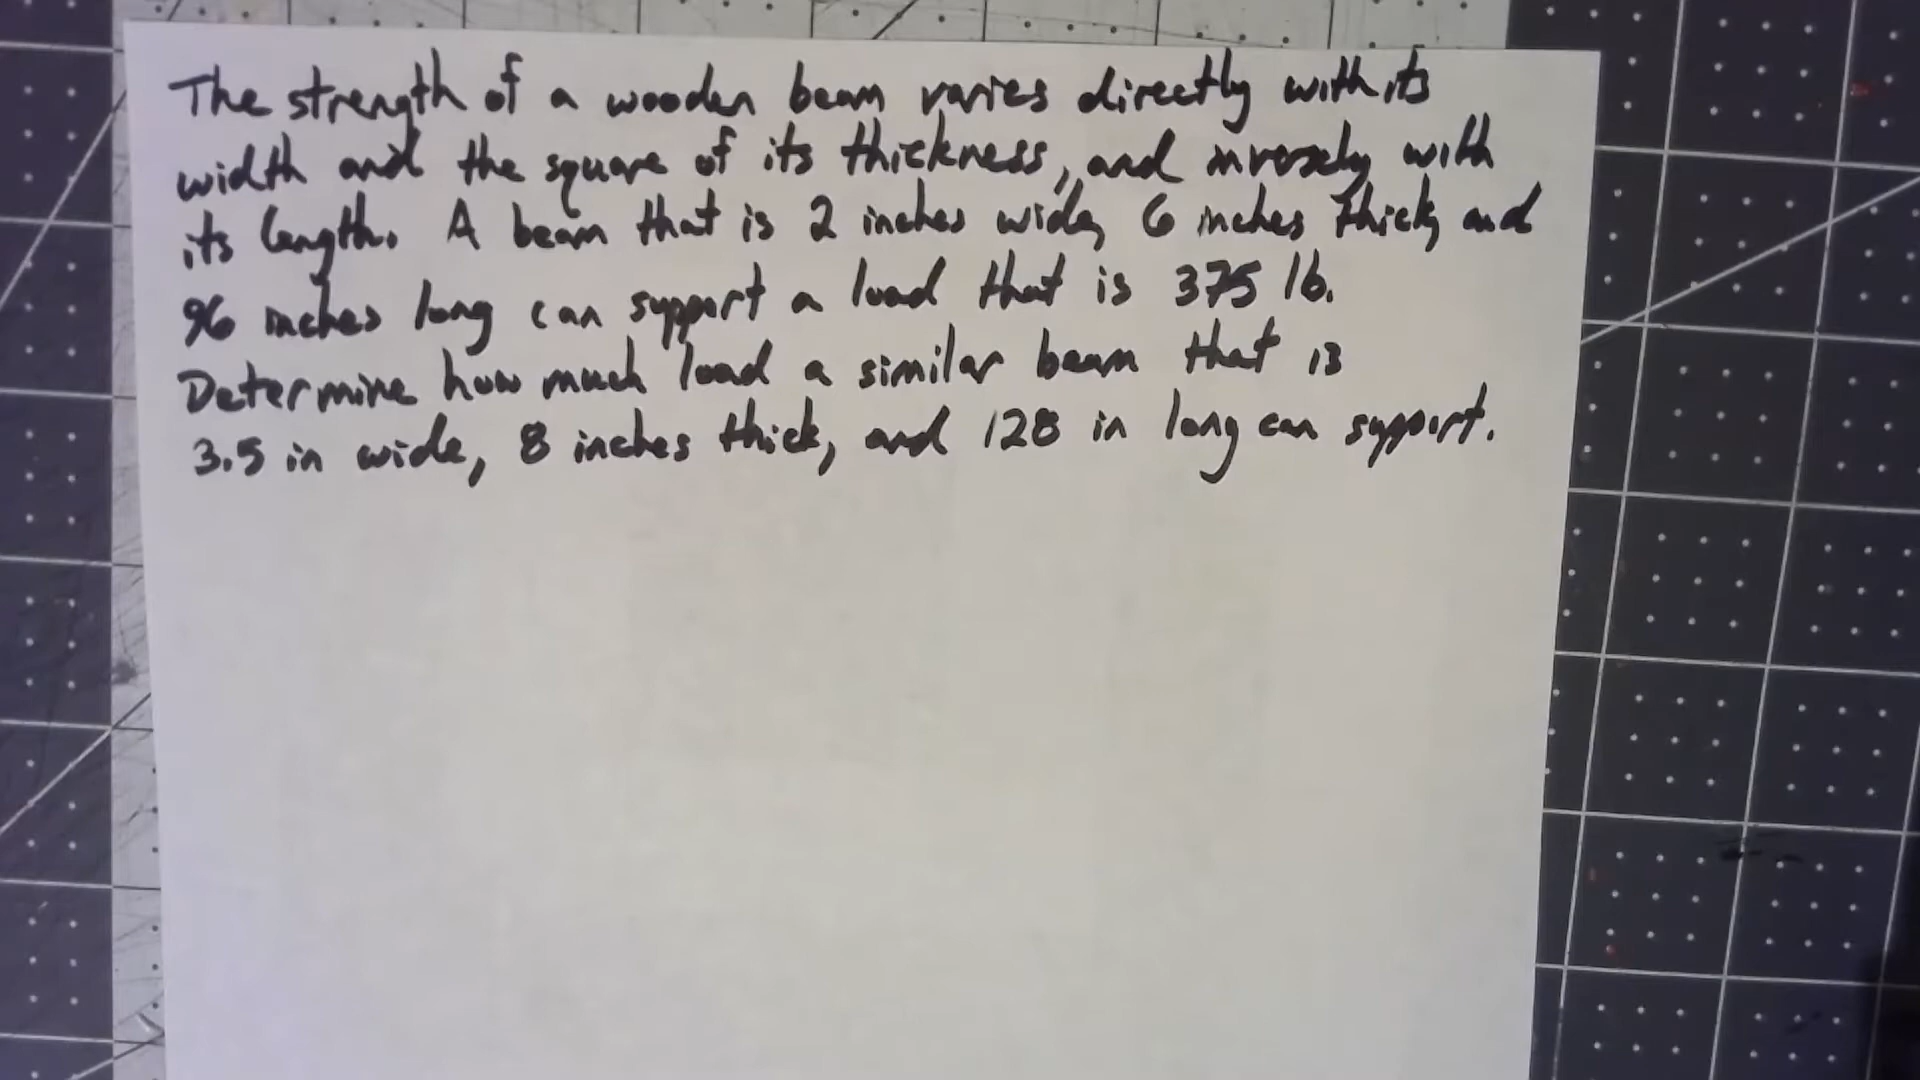 The strength of a wooden beam varies directly with its
width and the square of its thickness, and inversely with
its length. A beam that is 2 inches wide, 6 inches thick, and
96 inches long can support a load that is 375 lb.
Determine how much load a similar beam that is
3.5 in wide, 8 inches thick, and 128 in long can support.